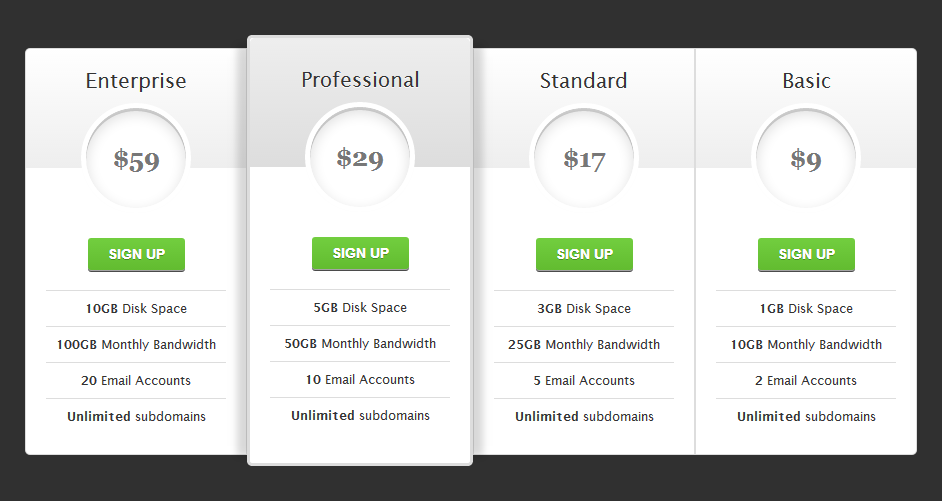 Enterprise
$59
SIGN UP
10GB Disk Space
100GB Monthly Bandwidth
20 Email Accounts
Unlimited subdomains
Professional
$29
SIGN UP
5GB Disk Space
50GB Monthly Bandwidth
10 Email Accounts
Unlimited subdomains
Standard
$17
SIGN UP
3GB Disk Space
25GB Monthly Bandwidth
5 Email Accounts
Unlimited subdomains
Basic
$9
SIGN UP
1GB Disk Space
10GB Monthly Bandwidth
2 Email Accounts
Unlimited subdomains